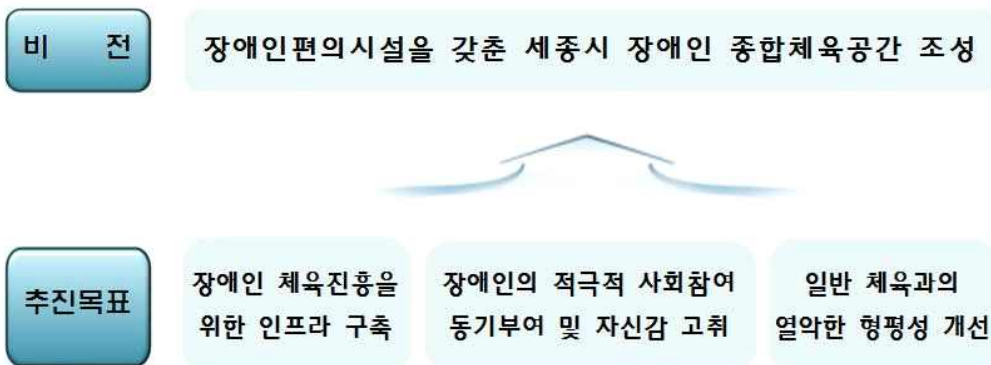 비 전
장애인편의시설을 갖춘 세종시 장애인 종합체육공간 조성
추진목표
장애인 체육진흥을
위한 인프라 구축
장애인의 적극적 사회참여
동기부여 및 자신감 고취
일반 체육과의
열악한 형평성 개선